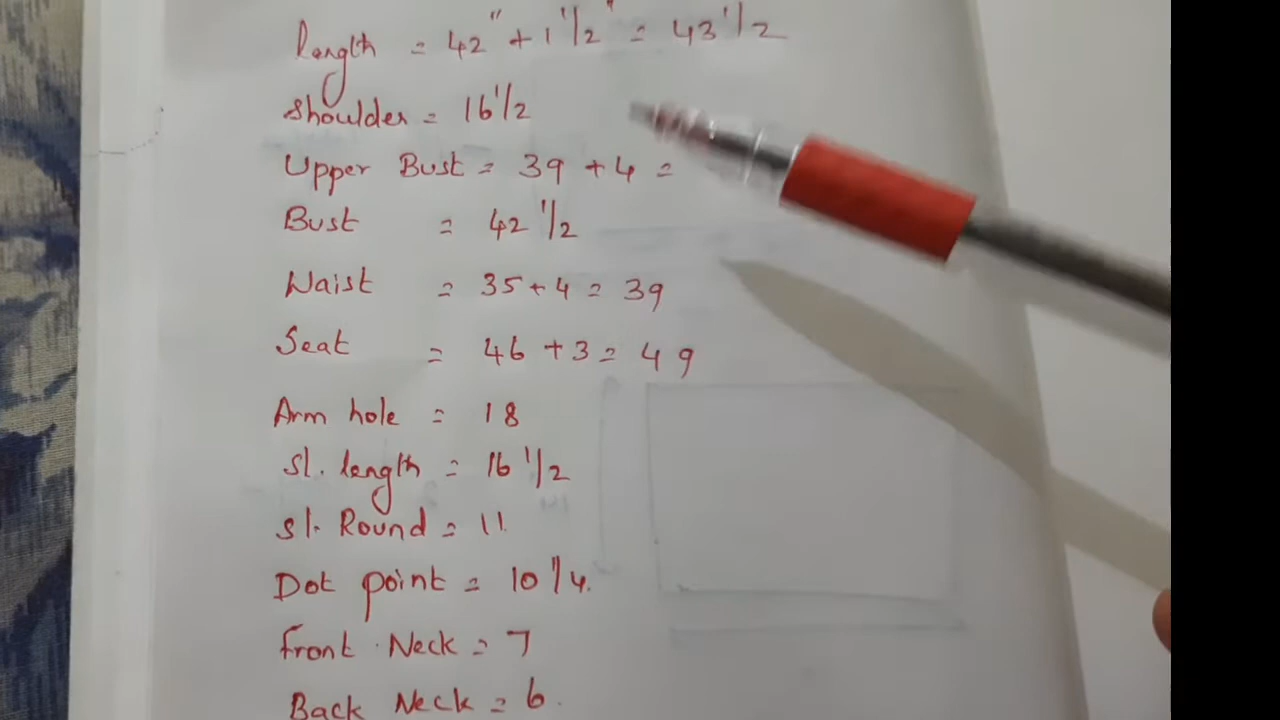 length = 42" + 1 1/2" = 43 1/2
Shoulder = 16 1/2
Upper Bust = 39 + 4 =
Bust = 42 1/2
Waist = 35 + 4 = 39
Seat = 46 + 3 = 49
Arm hole = 18
Sl. length = 16 1/2
Sl. Round = 11.
Dot point = 10 1/4.
front Neck = 7
Back Neck = 6.